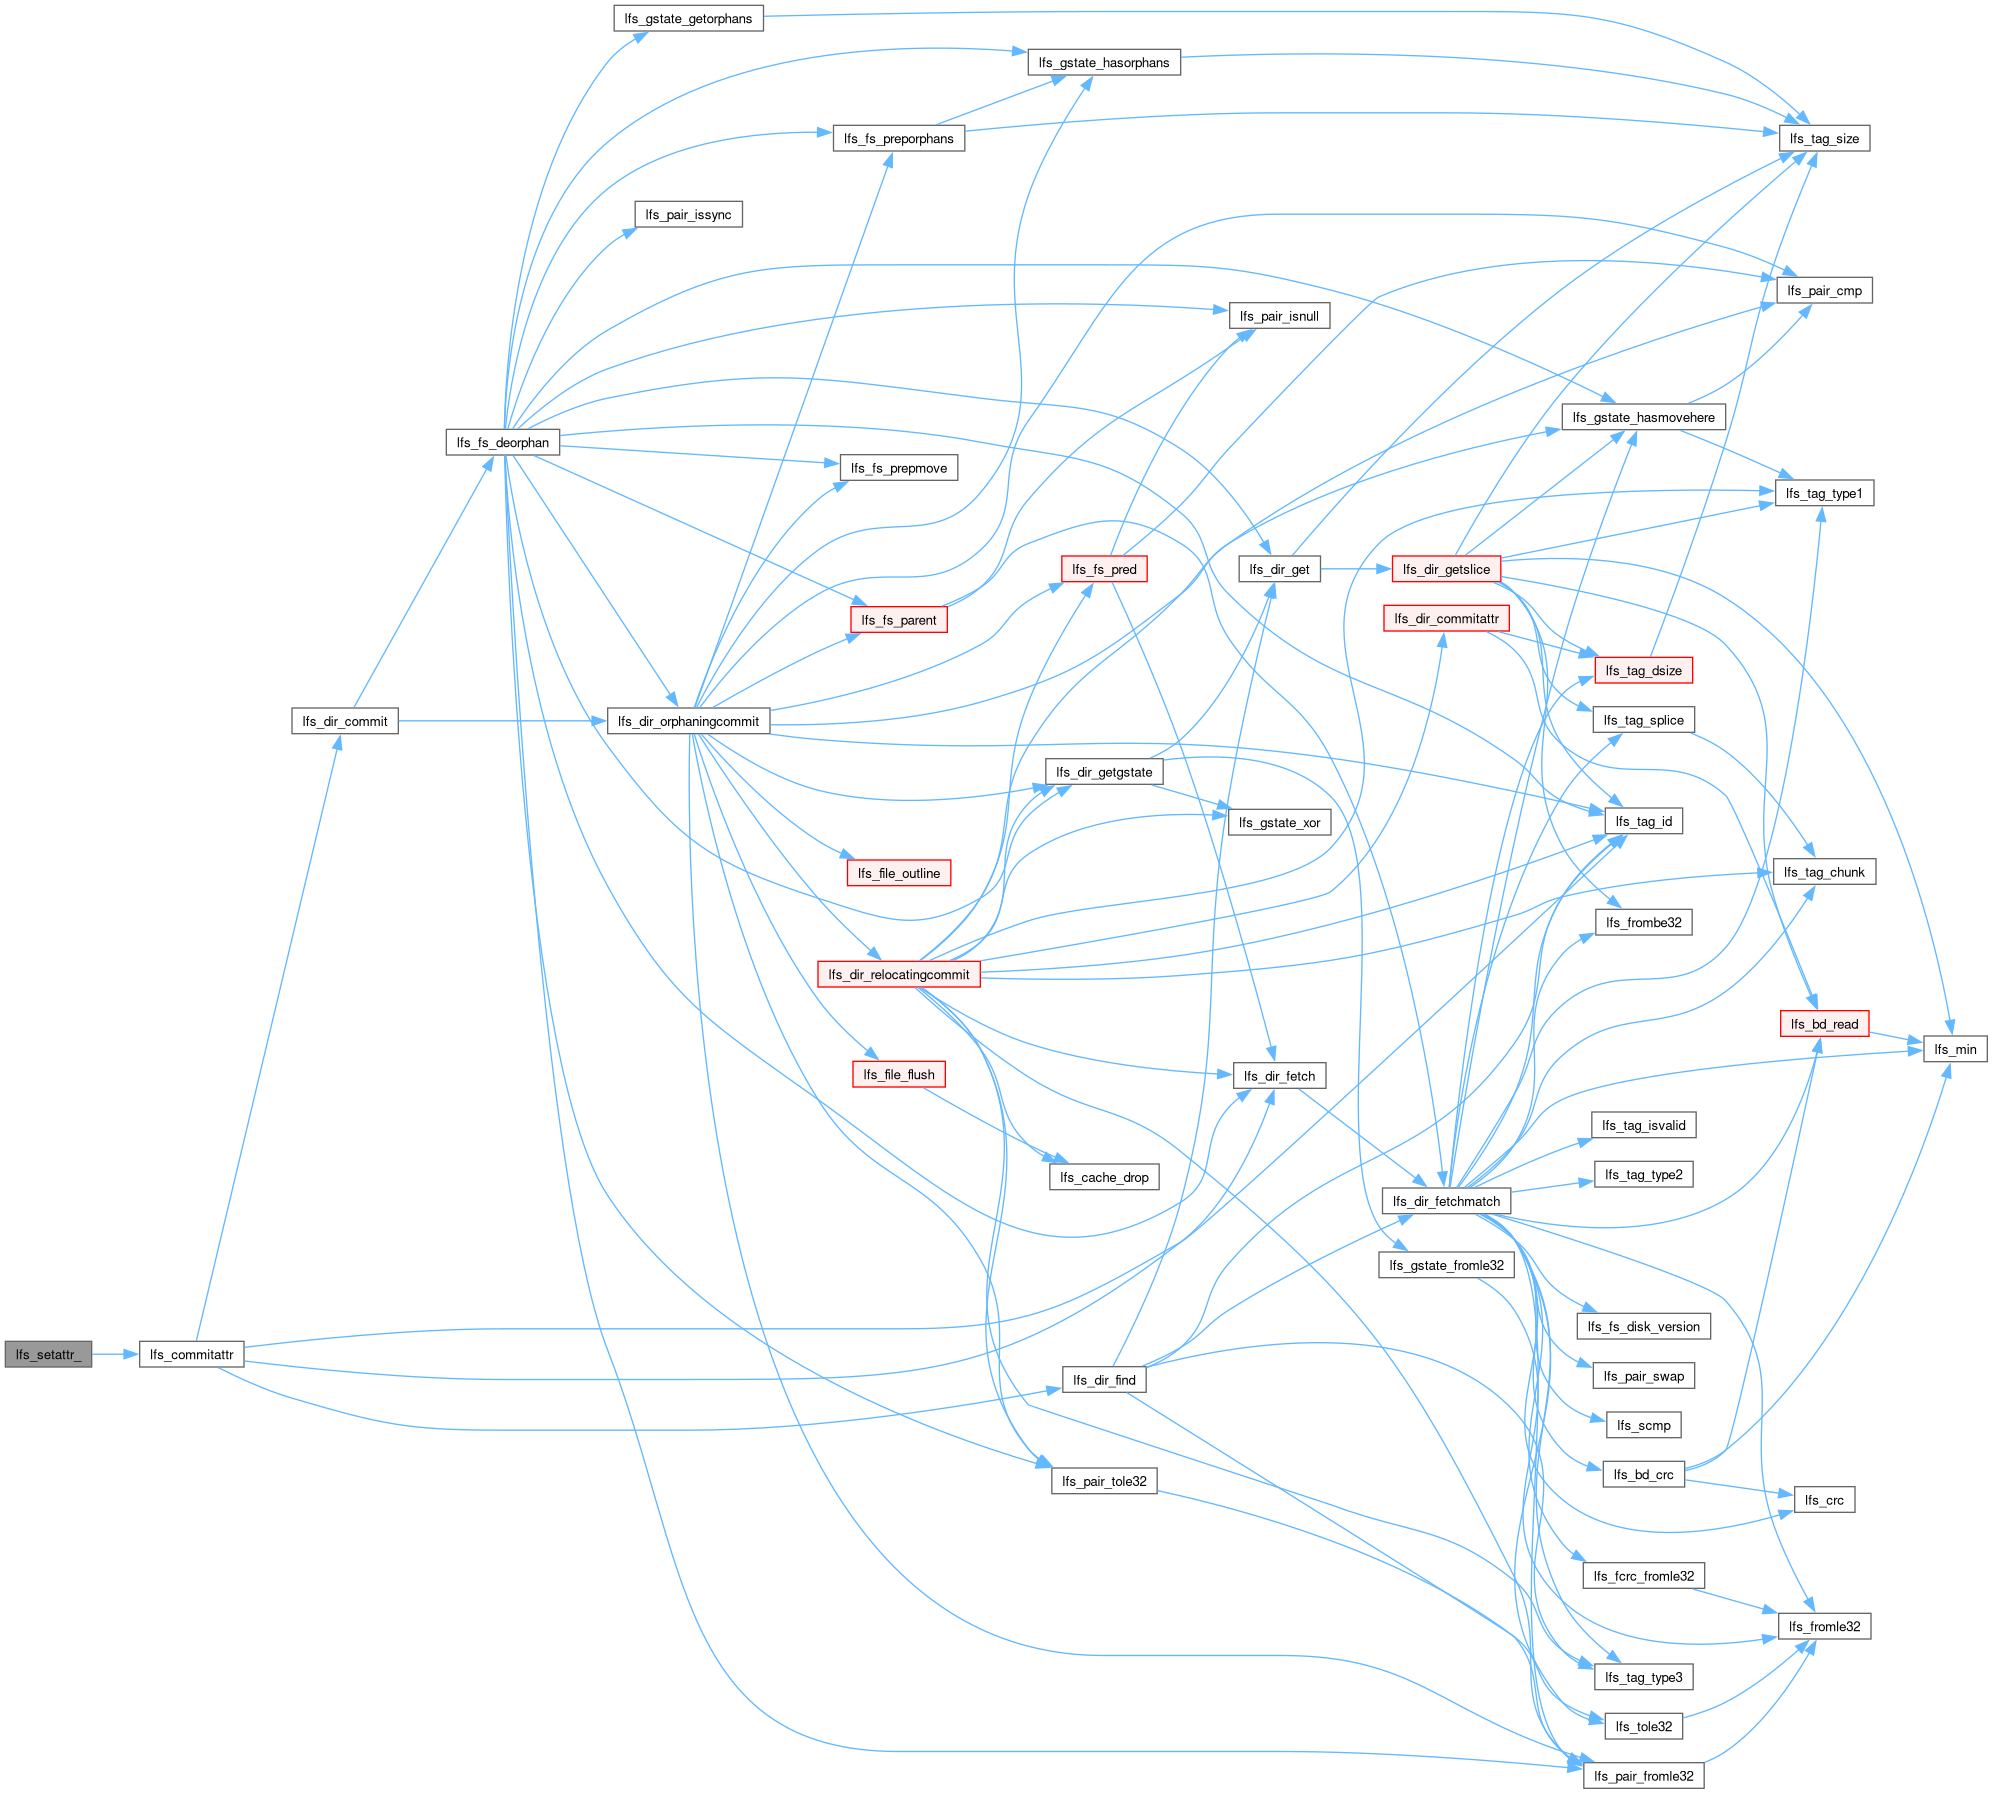 lfs_gstate_getorphans
lfs_gstate_hasorphans
lfs_fs_preporphans
lfs_tag_size
lfs_pair_issync
lfs_pair_cmp
lfs_pair_isnull
lfs_gstate_hasmovehere
lfs_fs_deorphan
lfs_fs_prepmove
lfs_tag_type1
lfs_fs_pred
lfs_dir_get
lfs_dir_getslice
lfs_fs_parent
lfs_dir_commitattr
lfs_tag_dsize
lfs_dir_commit
lfs_dir_orphaningcommit
lfs_tag_splice
lfs_dir_getgstate
lfs_gstate_xor
lfs_tag_id
lfs_file_outline
lfs_tag_chunk
lfs_frombe32
lfs_dir_relocatingcommit
lfs_bd_read
lfs_min
lfs_file_flush
lfs_dir_fetch
lfs_tag_isvalid
lfs_cache_drop
lfs_tag_type2
lfs_dir_fetchmatch
lfs_gstate_fromle32
lfs_fs_disk_version
lfs_setattr_
lfs_commitattr
lfs_dir_find
lfs_pair_swap
lfs_scmp
lfs_pair_tole32
lfs_bd_crc
lfs_crc
lfs_fcrc_fromle32
lfs_fromle32
lfs_tag_type3
lfs_tole32
lfs_pair_fromle32